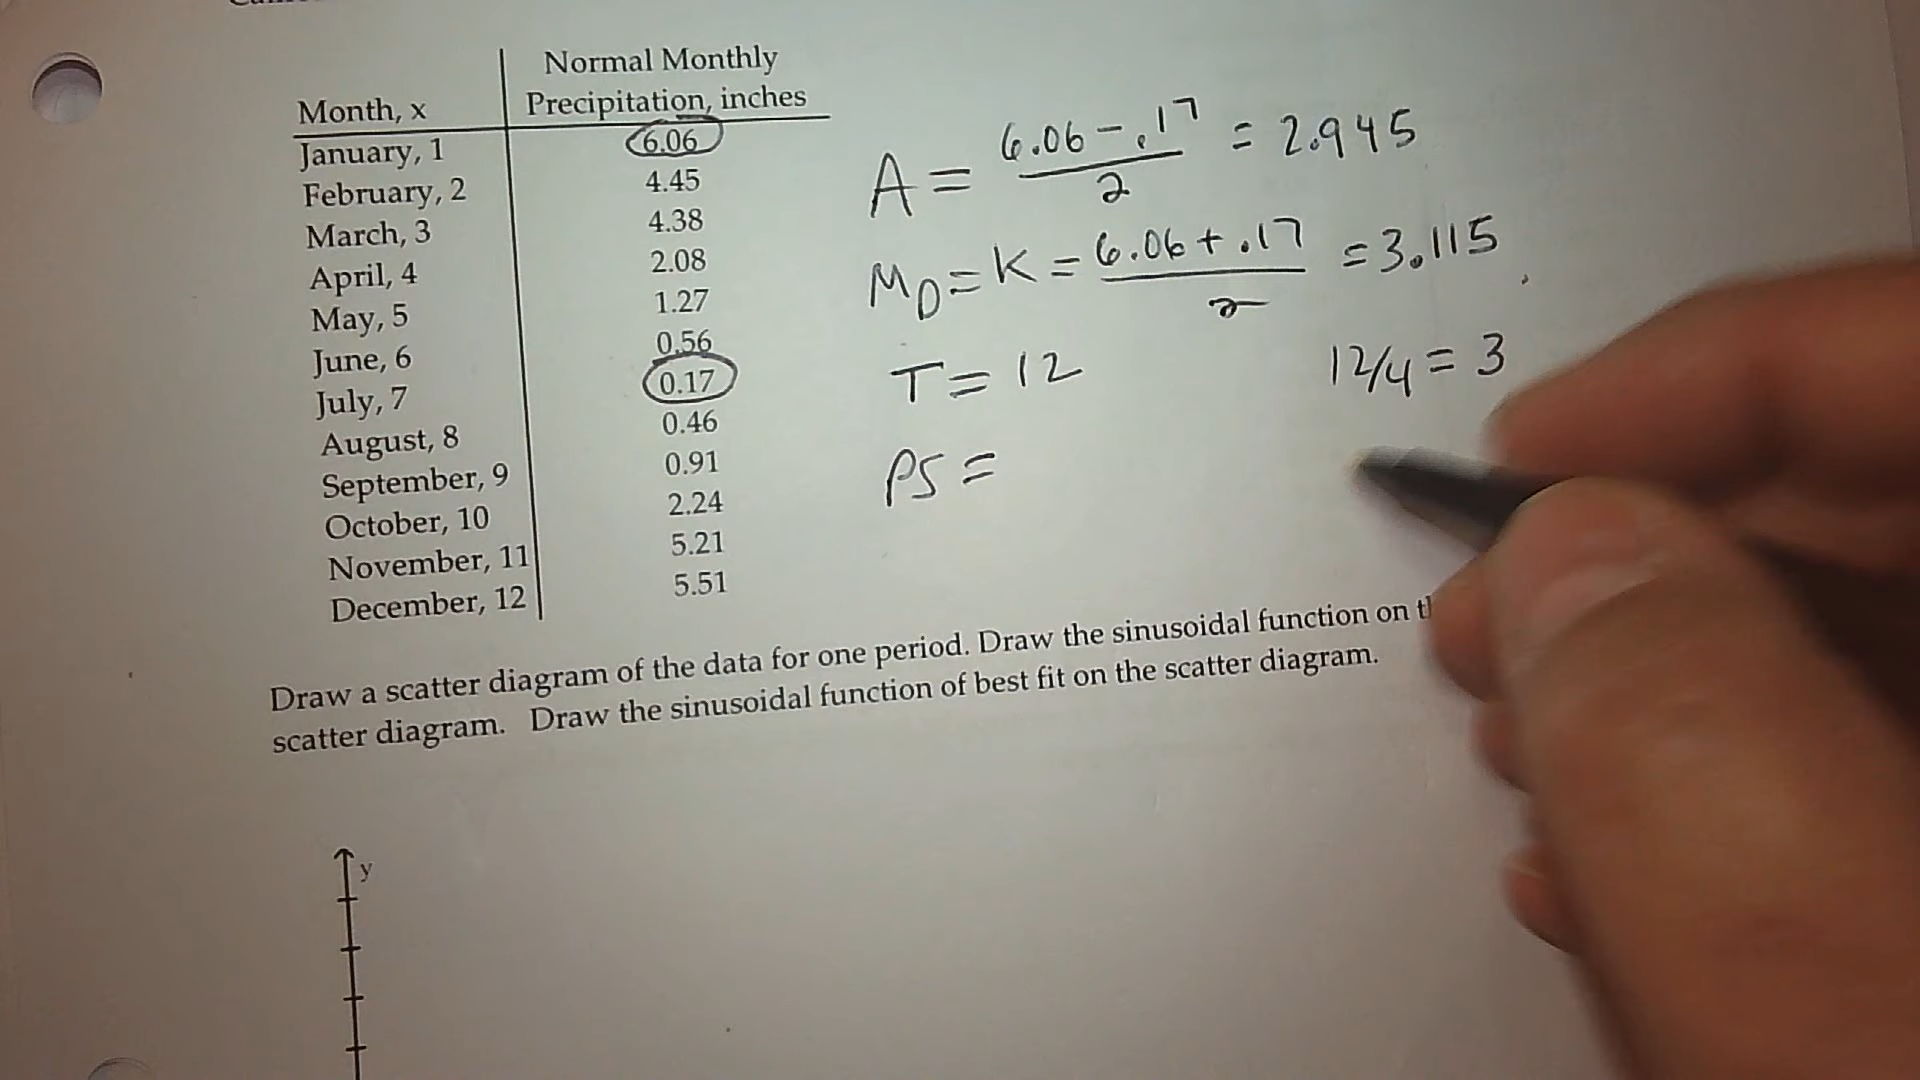 Normal Monthly
Month, x Precipitation, inches
January, 1 6.06
February, 2 4.45
March, 3 4.38
April, 4 2.08
May, 5 1.27
June, 6 0.56
July, 7 0.17
August, 8 0.46
September, 9 0.91
October, 10 2.24
November, 11 5.21
December, 12 5.51
A = 6.06 - .17 / 2 = 2.945
MD = K = 6.06 + .17 / 2 = 3.115
T = 12 12/4 = 3
PS =
Draw a scatter diagram of the data for one period. Draw the sinusoidal function on
scatter diagram. Draw the sinusoidal function of best fit on the scatter diagram.
y